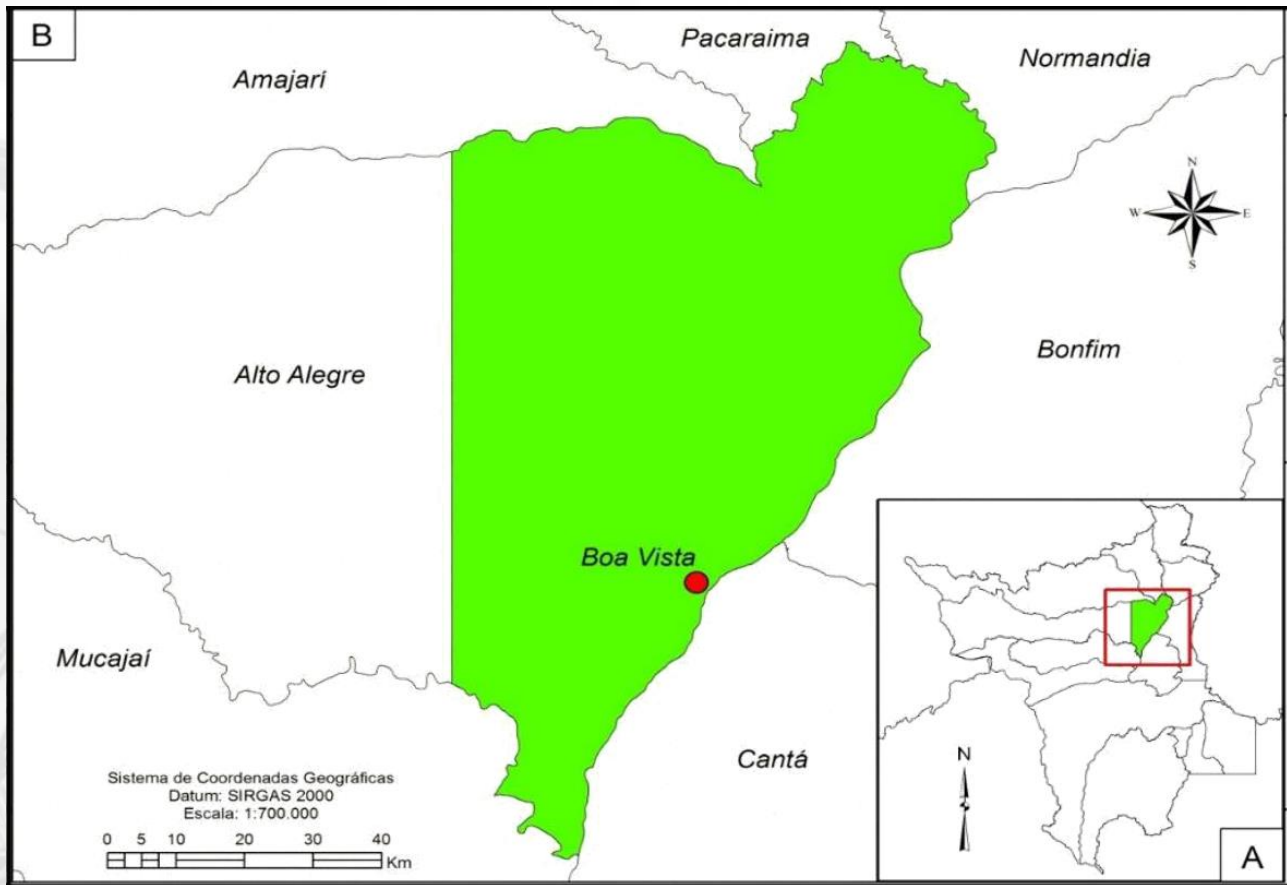 B
Pacaraima
Normandia
Amajarí
N
W E
S
Alto Alegre
Bonfim
Boa Vista
Mucajaí
Cantá
Sistema de Coordenadas Geográficas
Datum: SIRGAS 2000
Escala: 1:700.000
0 5 10 20 30 40
Km
N
A